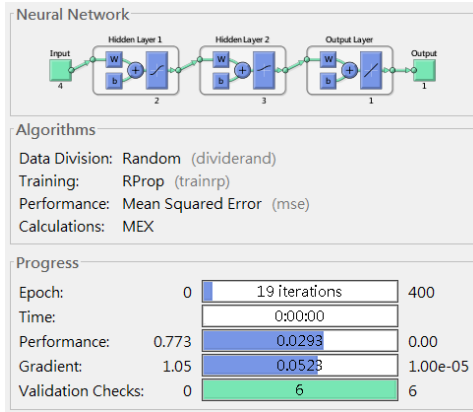 Neural Network
Hidden Layer 1 Hidden Layer 2 Output Layer
Input Output
W W W
b b b
4 2 3 1 1
Algorithms
Data Division: Random (dividerand)
Training: RProp (trainrp)
Performance: Mean Squared Error (mse)
Calculations: MEX
Progress
Epoch: 0 19 iterations 400
Time: 0:00:00
Performance: 0.773 0.0293 0.00
Gradient: 1.05 0.0523 1.00e-05
Validation Checks: 0 6 6